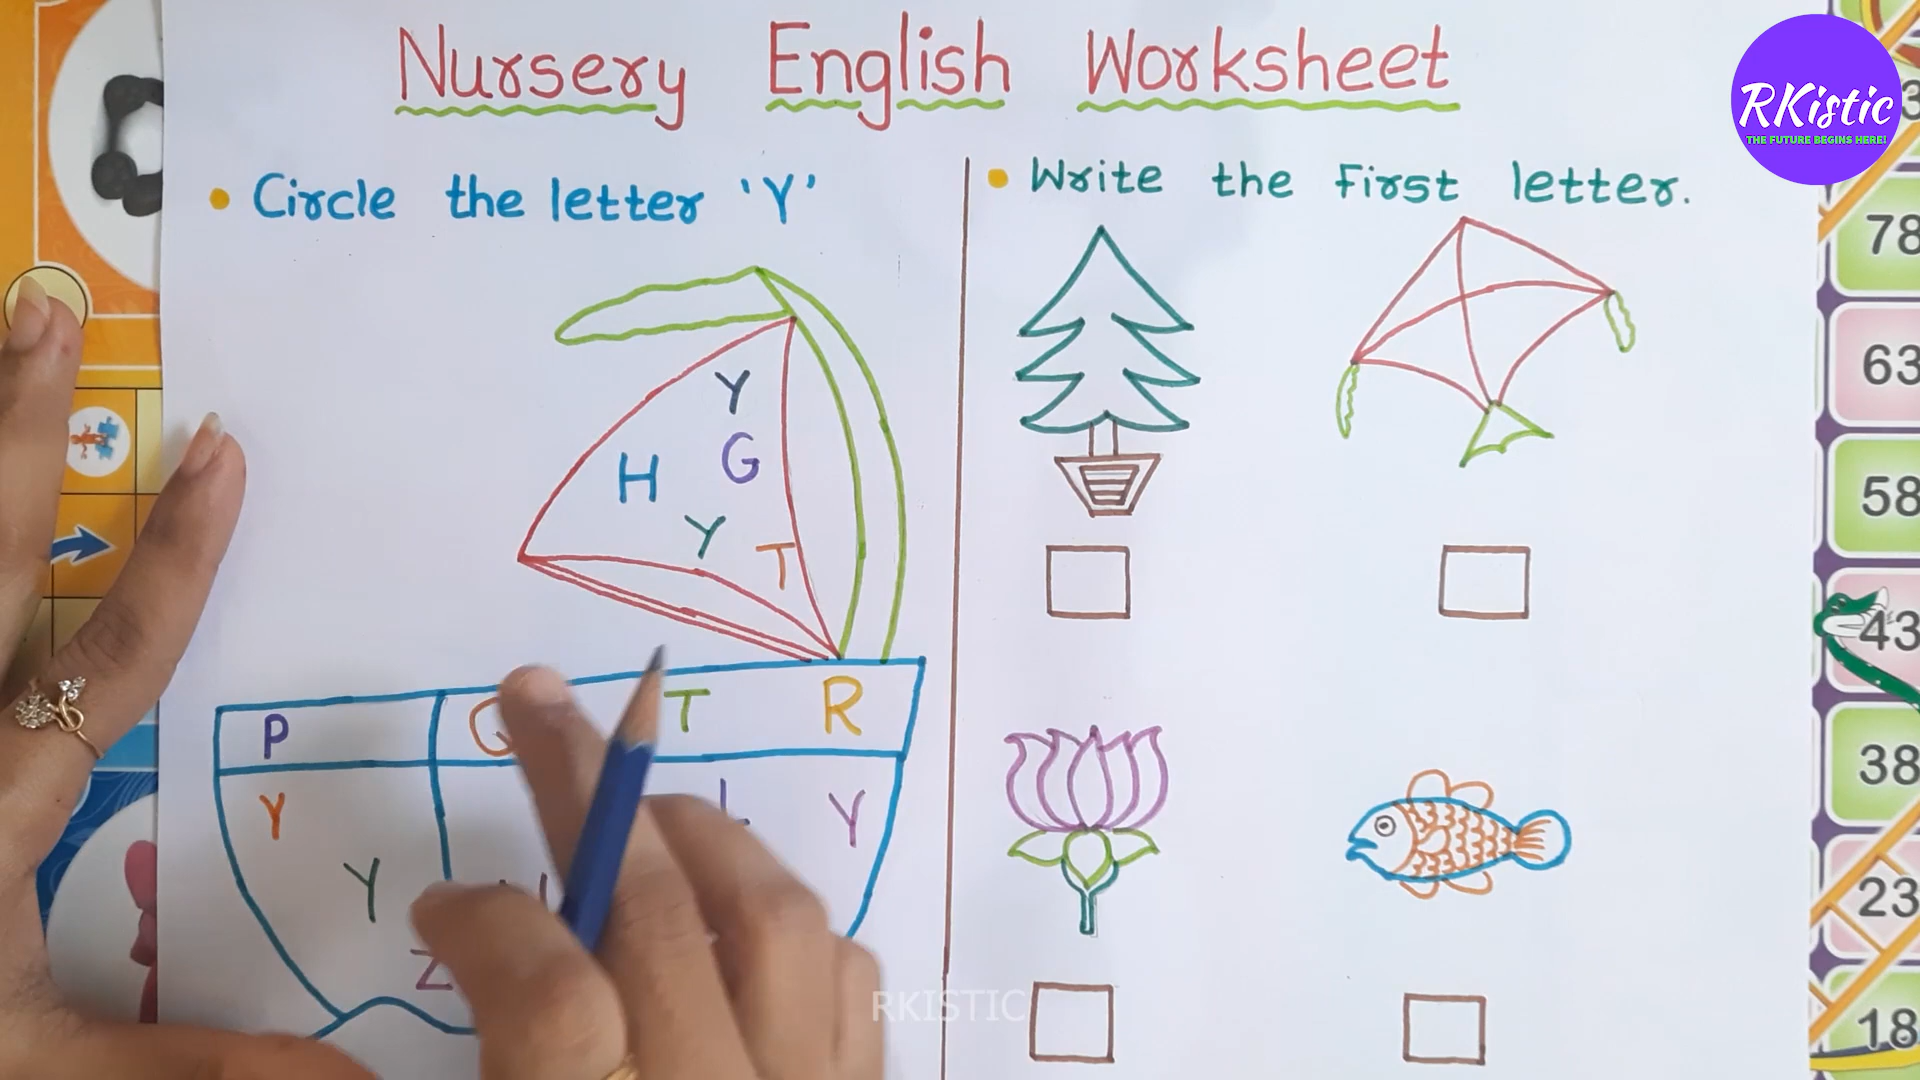 Nursery English Worksheet
RKistic
THE FUTURE BEGINS HERE!
Circle the letter 'Y'
Y
G
H
Y
T
P
T
R
Y
Y
Y
Z
Write the First letter.
RKISTIC
78
63
58
43
38
23
18